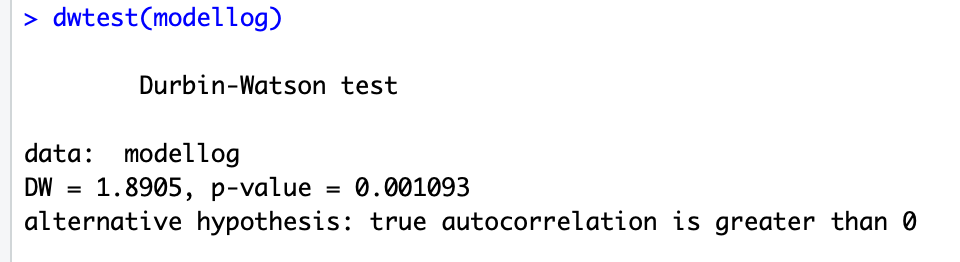 > dwtest(modellog)
Durbin-Watson test
data:  modellog
DW = 1.8905, p-value = 0.001093
alternative hypothesis: true autocorrelation is greater than 0